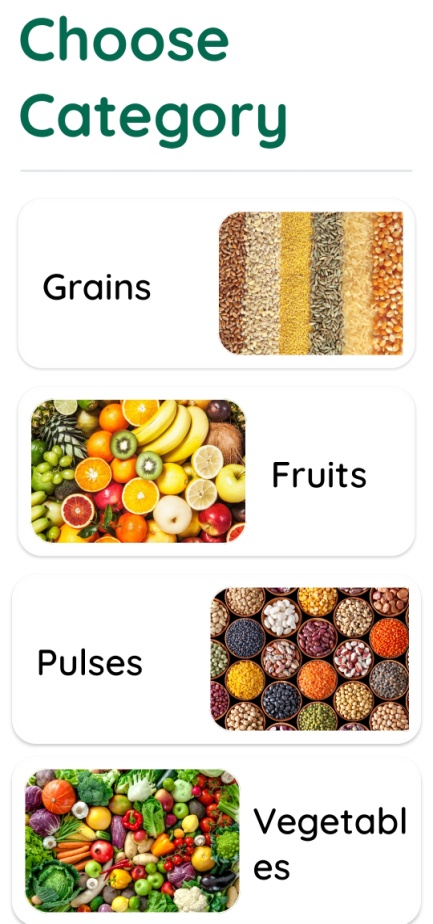 Choose
Category
Grains
Fruits
Pulses
Vegetabl
es